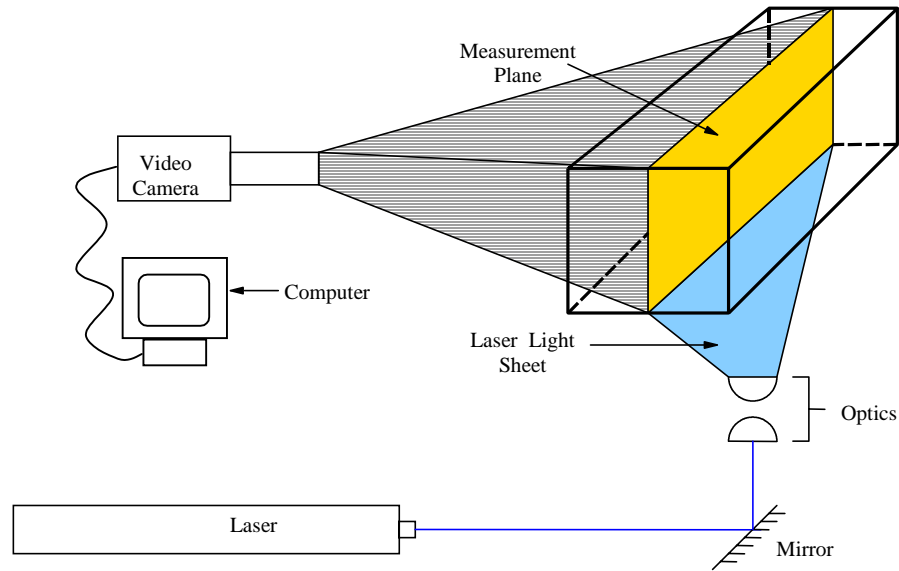 Measurement
Plane
Video
Camera
Computer
Laser Light
Sheet
Optics
Laser
Mirror